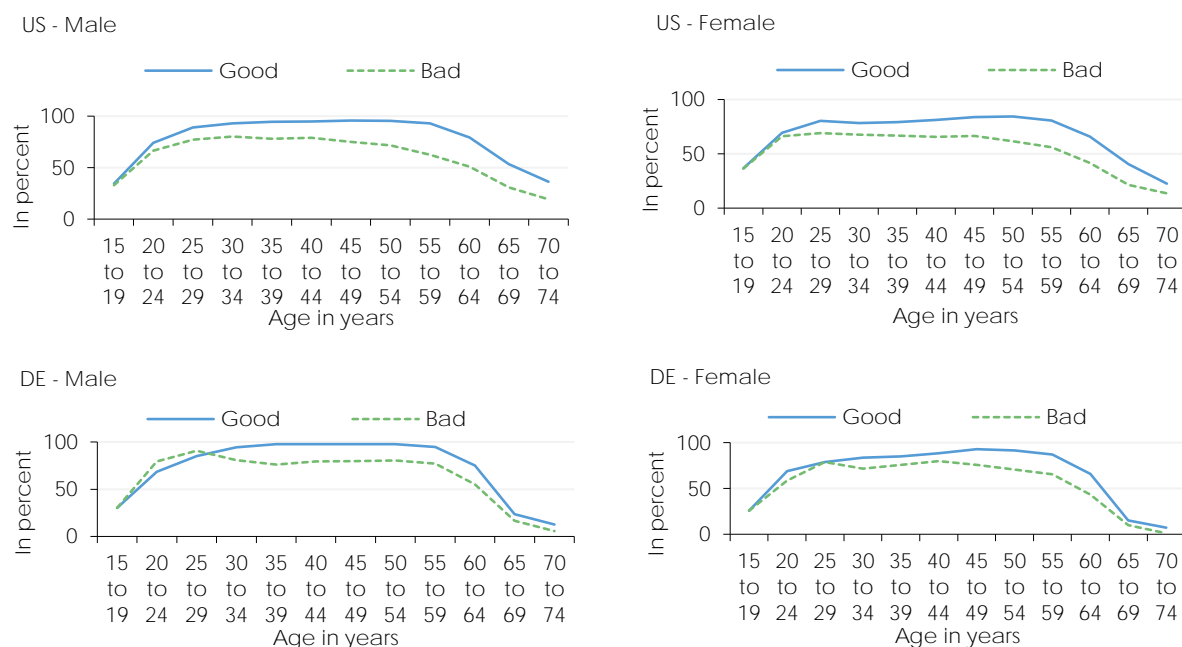 US - Male
Good Bad
In percent
100
50
0
15 20 25 30 35 40 45 50 55 60 65 70
to to to to to to to to to to to to
19 24 29 34 39 44 49 54 59 64 69 74
Age in years
US - Female
Good Bad
In percent
100
50
0
15 20 25 30 35 40 45 50 55 60 65 70
to to to to to to to to to to to to
19 24 29 34 39 44 49 54 59 64 69 74
Age in years
DE - Male
Good Bad
In percent
100
50
0
15 20 25 30 35 40 45 50 55 60 65 70
to to to to to to to to to to to to
19 24 29 34 39 44 49 54 59 64 69 74
Age in years
DE - Female
Good Bad
In percent
100
50
0
15 20 25 30 35 40 45 50 55 60 65 70
to to to to to to to to to to to to
19 24 29 34 39 44 49 54 59 64 69 74
Age in years